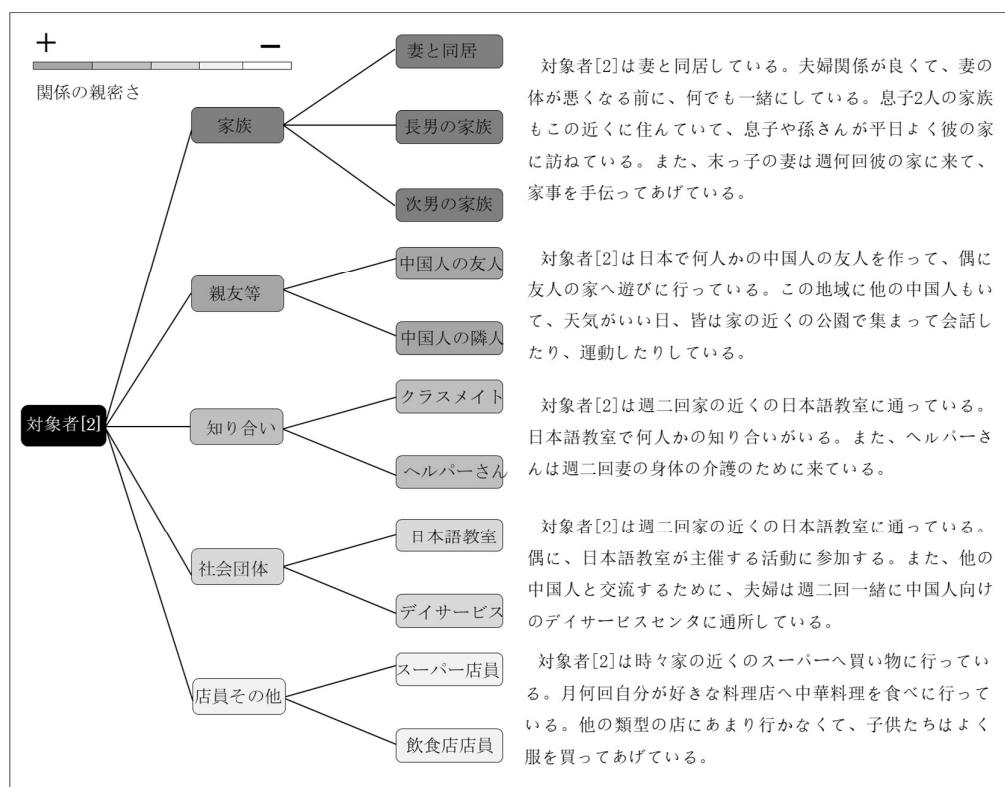 + −
関係の親密さ
対象者[2]
家族
妻と同居
長男の家族
次男の家族
対象者[2]は妻と同居している。夫婦関係が良くて、妻の
体が悪くなる前に、何でも一緒にしている。息子2人の家族
もこの近くに住んていて、息子や孫さんが平日よく彼の家
に訪ねている。また、末っ子の妻は週何回彼の家に来て、
家事を手伝ってあげている。
親友等
中国人の友人
中国人の隣人
対象者[2]は日本で何人かの中国人の友人を作って、偶に
友人の家へ遊びに行っている。この地域に他の中国人もい
て、天気がいい日、皆は家の近くの公園で集まって会話し
たり、運動したりしている。
知り合い
クラスメイト
ヘルパーさん
対象者[2]は週二回家の近くの日本語教室に通っている。
日本語教室で何人かの知り合いがいる。また、ヘルパーさ
んは週二回妻の身体の介護のために来ている。
社会団体
日本語教室
デイサービス
対象者[2]は週二回家の近くの日本語教室に通っている。
偶に、日本語教室が主催する活動に参加する。また、他の
中国人と交流するために、夫婦は週二回一緒に中国人向け
のデイサービスセンタに通所している。
店員その他
スーパー店員
飲食店店員
対象者[2]は時々家の近くのスーパーへ買い物に行ってい
る。月何回自分が好きな料理店へ中華料理を食べに行って
いる。他の類型の店にあまり行かなくて、子供たちはよく
服を買ってあげている。